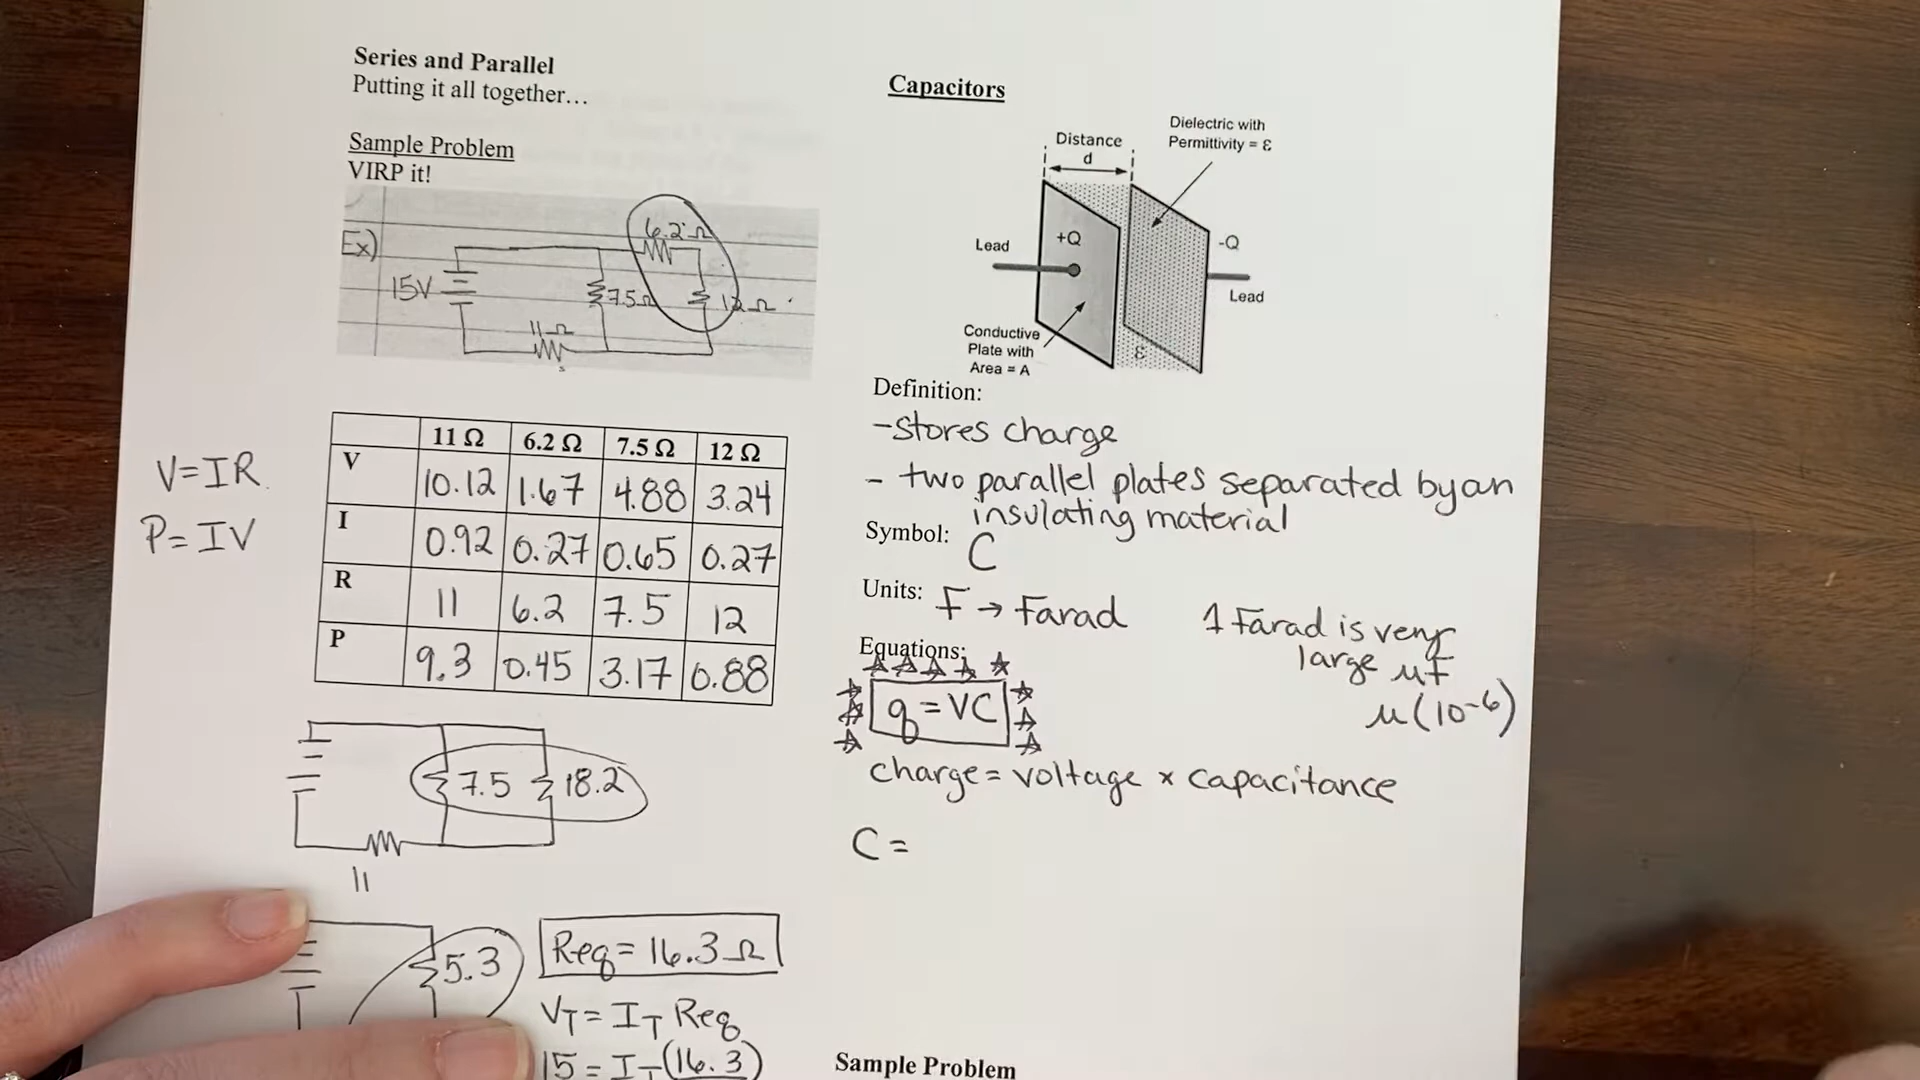 Series and Parallel
Putting it all together…
Sample Problem
VIRP it!
Ex)
15V
6.2 Ω
7.5Ω
12 Ω
11 Ω
11 Ω 6.2 Ω 7.5 Ω 12 Ω
V 10.12 1.67 4.88 3.24
I 0.92 0.27 0.65 0.27
R 11 6.2 7.5 12
P 9.3 0.45 3.17 0.88
V=IR
P=IV
7.5 18.2
11
5.3
Req = 16.3 Ω
VT = IT Req
15 = IT(16.3)
Capacitors
Distance
d
Dielectric with
Permittivity = ε
+Q
-Q
Lead
Lead
Conductive
Plate with
Area = A
ε
Definition:
-stores charge
- two parallel plates separated by an
insulating material
Symbol: C
Units: F → Farad
1 Farad is very
large μF
μ(10⁻⁶)
Equations:
q = VC
charge = voltage × capacitance
C =
Sample Problem